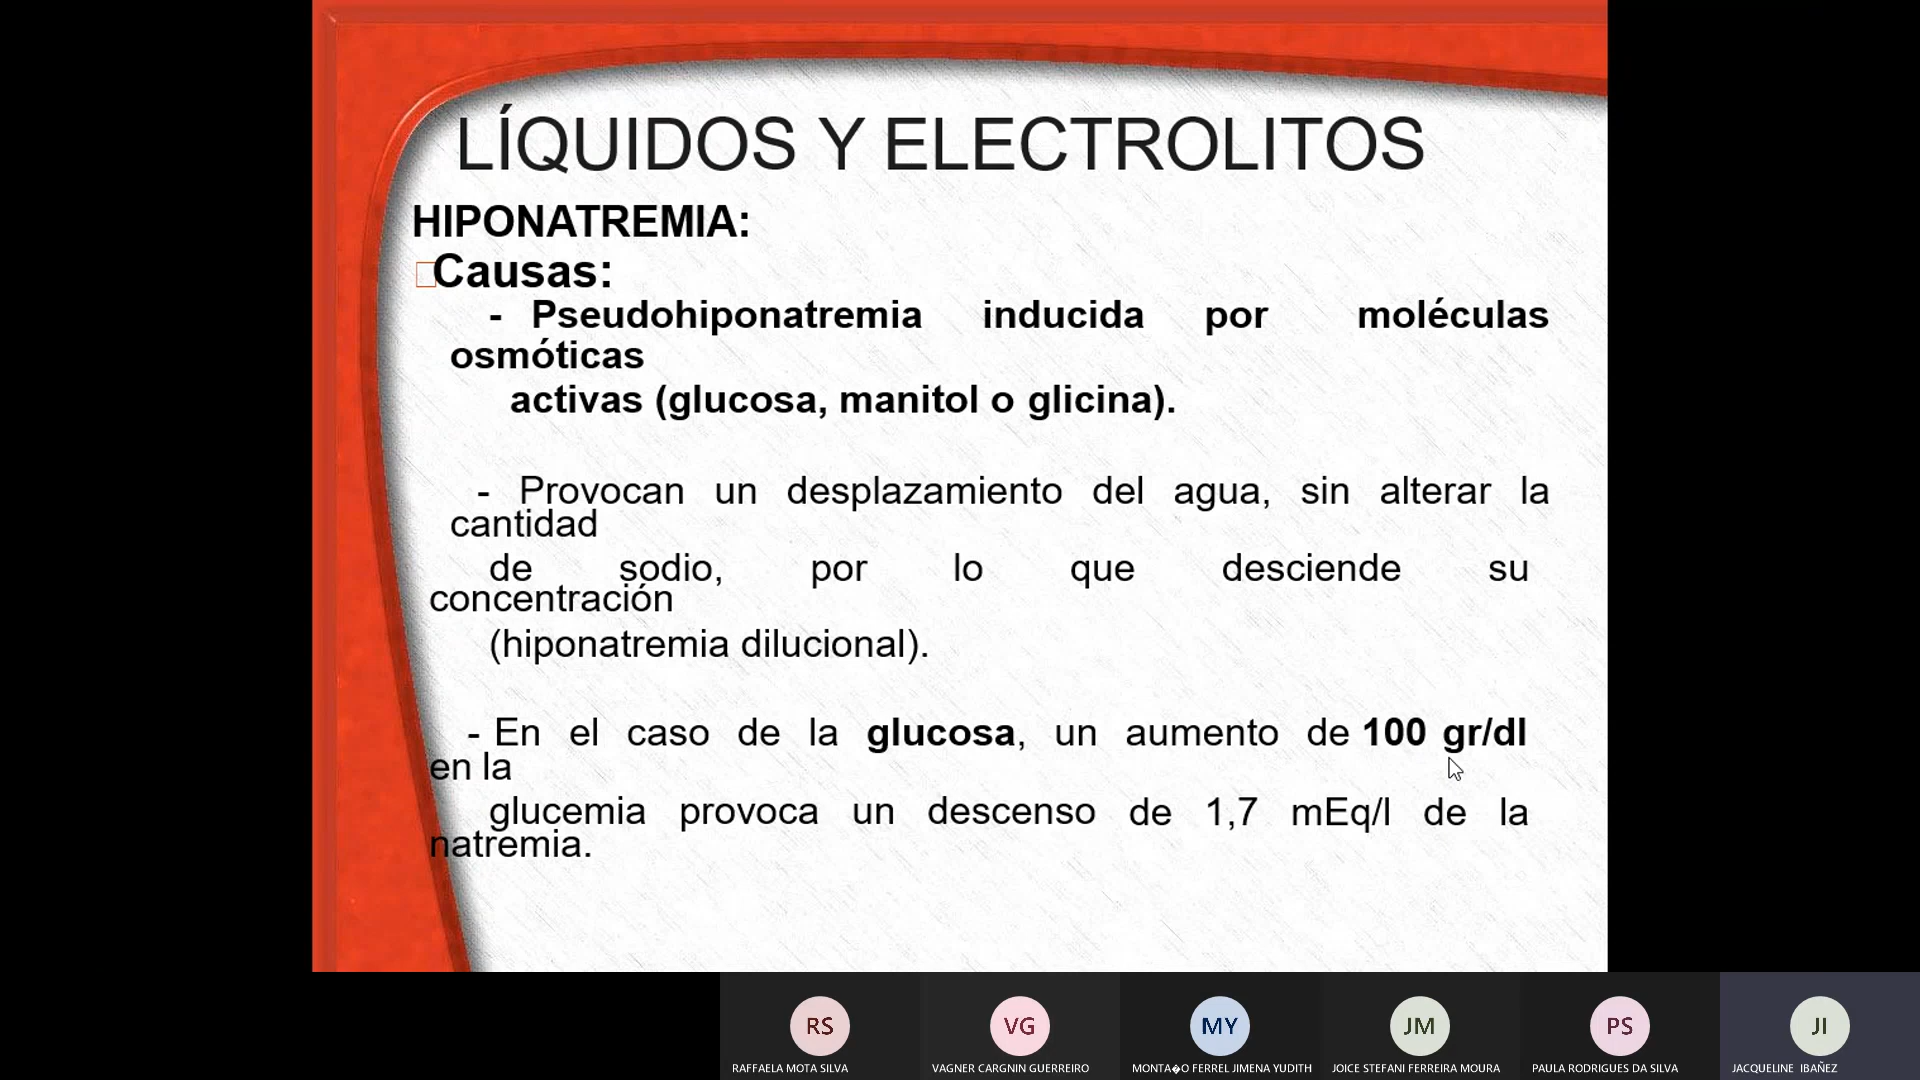 LÍQUIDOS Y ELECTROLITOS
HIPONATREMIA:
Causas:
- Pseudohiponatremia inducida por moléculas
osmóticas
activas (glucosa, manitol o glicina).
- Provocan un desplazamiento del agua, sin alterar la
cantidad
de sodio, por lo que desciende su
concentración
(hiponatremia dilucional).
- En el caso de la glucosa, un aumento de 100 gr/dl
en la
glucemia provoca un descenso de 1,7 mEq/l de la
natremia.
RS VG MY JM PS JI
RAFFAELA MOTA SILVA VAGNER CARGNIN GUERREIRO MONTA�O FERREL JIMENA YUDITH JOICE STEFANI FERREIRA MOURA PAULA RODRIGUES DA SILVA JACQUELINE IBAÑEZ